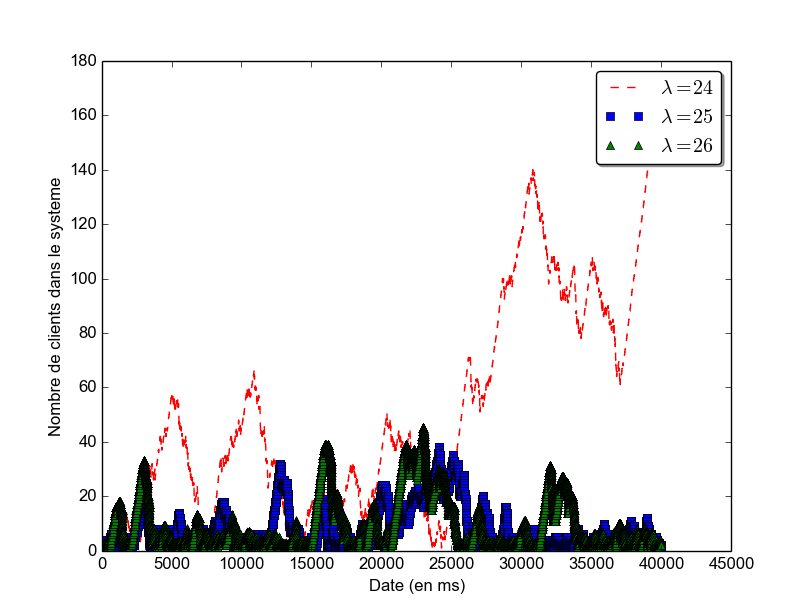 180
160
140
120
100
80
60
40
20
0
Nombre de clients dans le systeme
λ = 24
λ = 25
λ = 26
0 5000 10000 15000 20000 25000 30000 35000 40000 45000
Date (en ms)